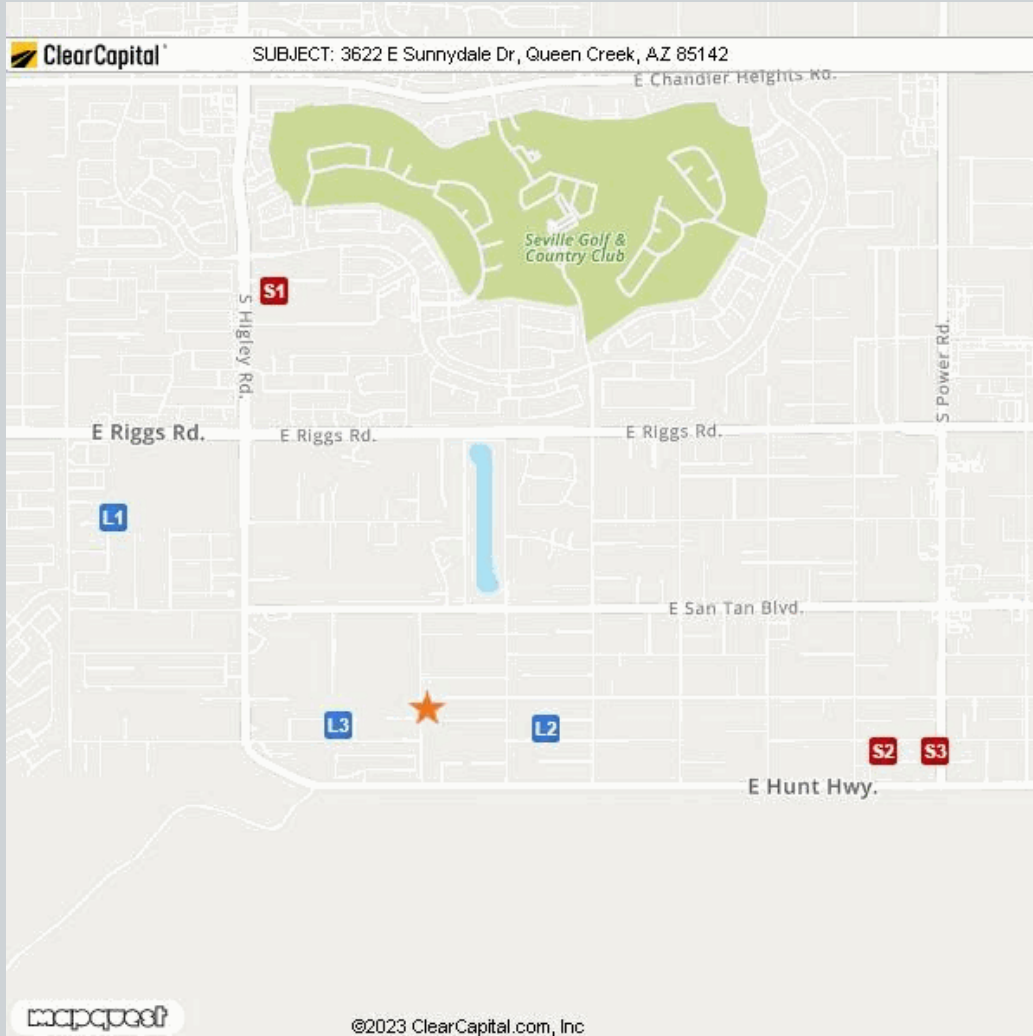 ClearCapital
SUBJECT: 3622 E Sunnydale Dr, Queen Creek, AZ 85142
E Chandler Heights Rd.
Seville Golf &
Country Club
S1
S Higley Rd.
S Power Rd.
E Riggs Rd.
E Riggs Rd.
E Riggs Rd.
L1
E San Tan Blvd.
L3
L2
S2
S3
E Hunt Hwy.
mapquest
©2023 ClearCapital.com, Inc